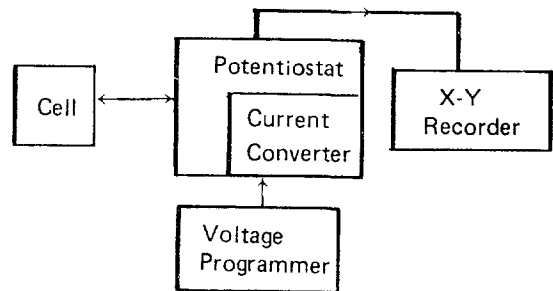 Potentiostat
Cell
Current
Converter
X-Y
Recorder
Voltage
Programmer